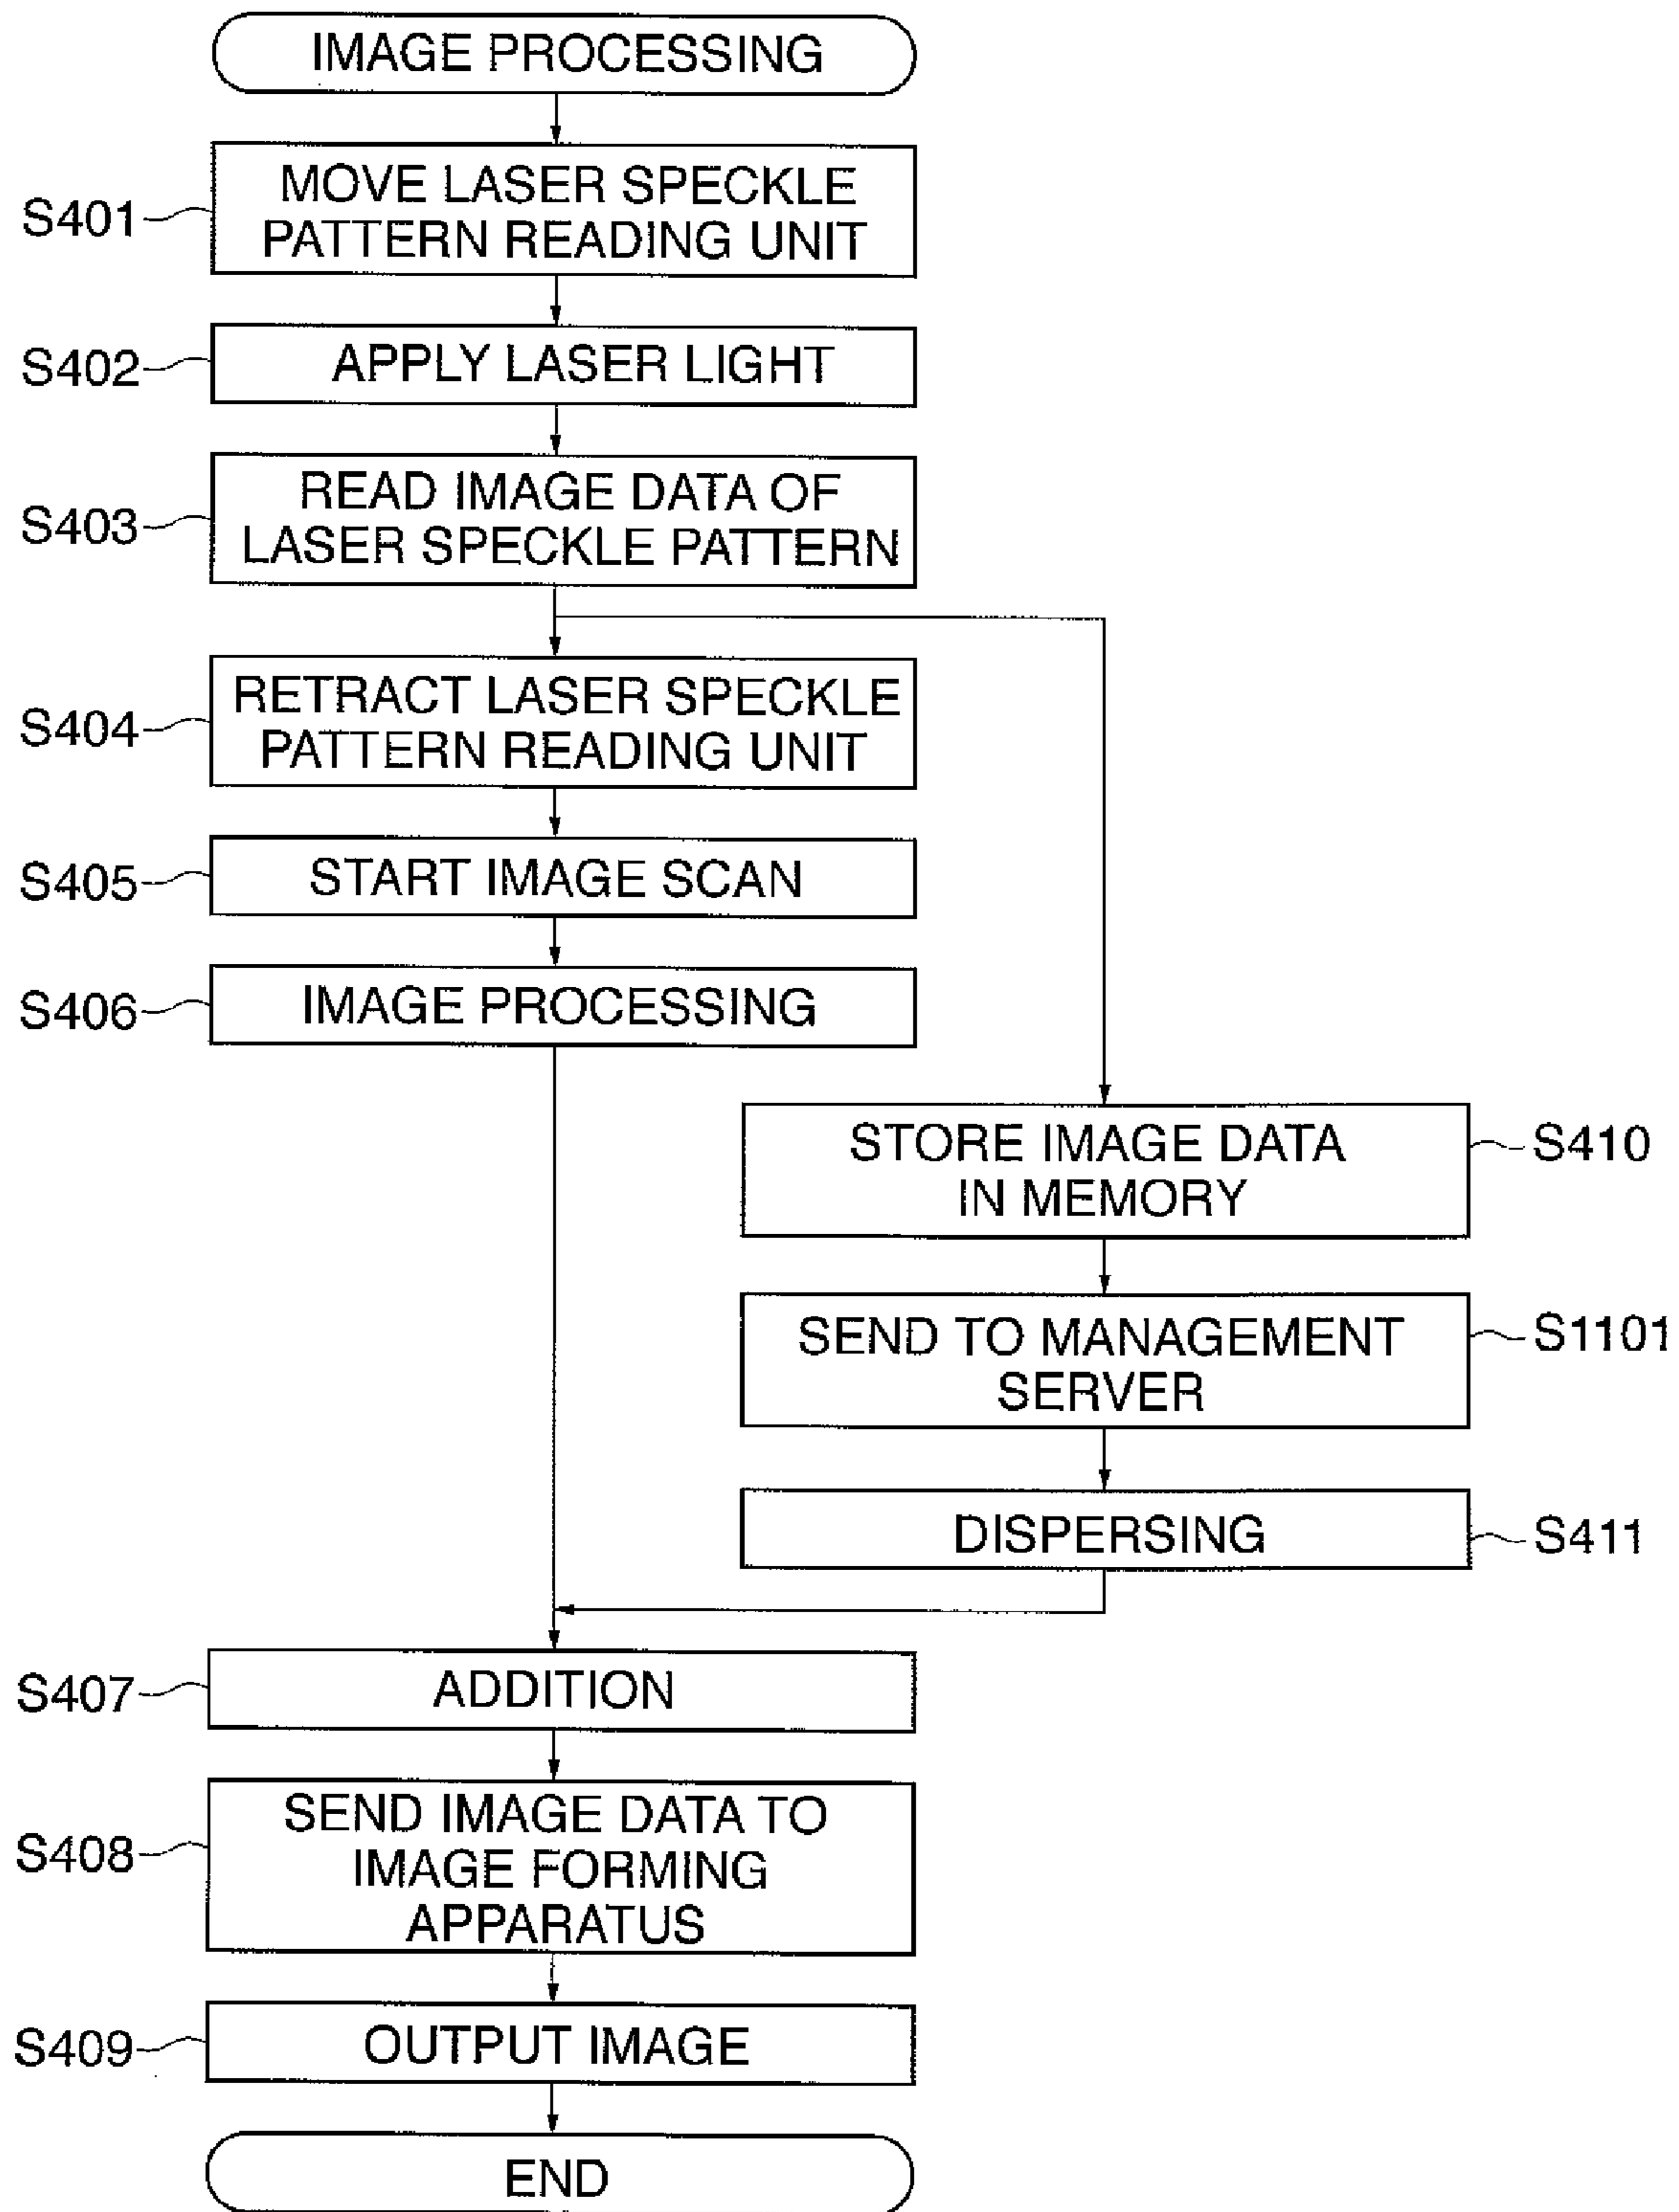 IMAGE PROCESSING
S401
MOVE LASER SPECKLE
PATTERN READING UNIT
S402
APPLY LASER LIGHT
S403
READ IMAGE DATA OF
LASER SPECKLE PATTERN
S404
RETRACT LASER SPECKLE
PATTERN READING UNIT
S405
START IMAGE SCAN
S406
IMAGE PROCESSING
STORE IMAGE DATA
IN MEMORY
S410
SEND TO MANAGEMENT
SERVER
S1101
DISPERSING
S411
S407
ADDITION
S408
SEND IMAGE DATA TO
IMAGE FORMING
APPARATUS
S409
OUTPUT IMAGE
END